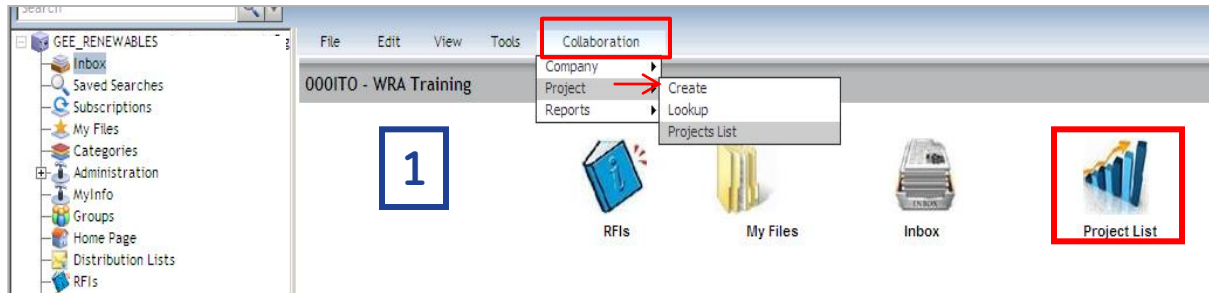 Search
GEE_RENEWABLES
Inbox
Saved Searches
Subscriptions
My Files
Categories
Administration
MyInfo
Groups
Home Page
Distribution Lists
RFIs
File Edit View Tools Collaboration
Company
Project
Reports
Create
Lookup
Projects List
000ITO - WRA Training
1
INBOX
RFIs My Files Inbox Project List